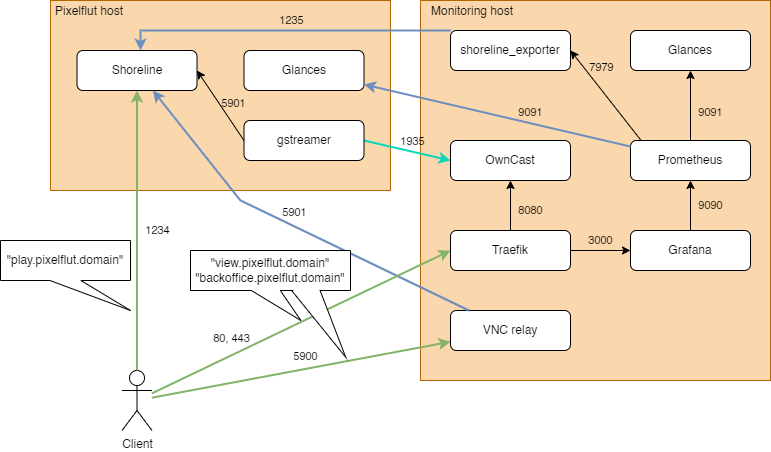 Pixelflut host
Monitoring host
1235
Shoreline
Glances
shoreline_exporter
Glances
7979
5901
9091
9091
gstreamer
1935
OwnCast
Prometheus
5901
8080
9090
1234
"play.pixelflut.domain"
"view.pixelflut.domain"
"backoffice.pixelflut.domain"
Traefik
3000
Grafana
80, 443
VNC relay
5900
Client